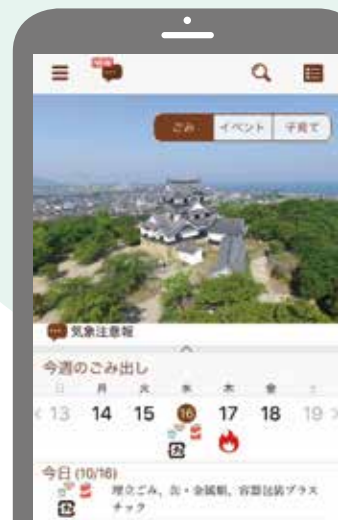 NEW
ごみ イベント 子育て
気象注意報
今週のごみ出し
日 月 火 水 木 金 土
13 14 15 16 17 18 19
今日 (10/16)
埋立ごみ、缶・金属類、容器包装プラス
チック